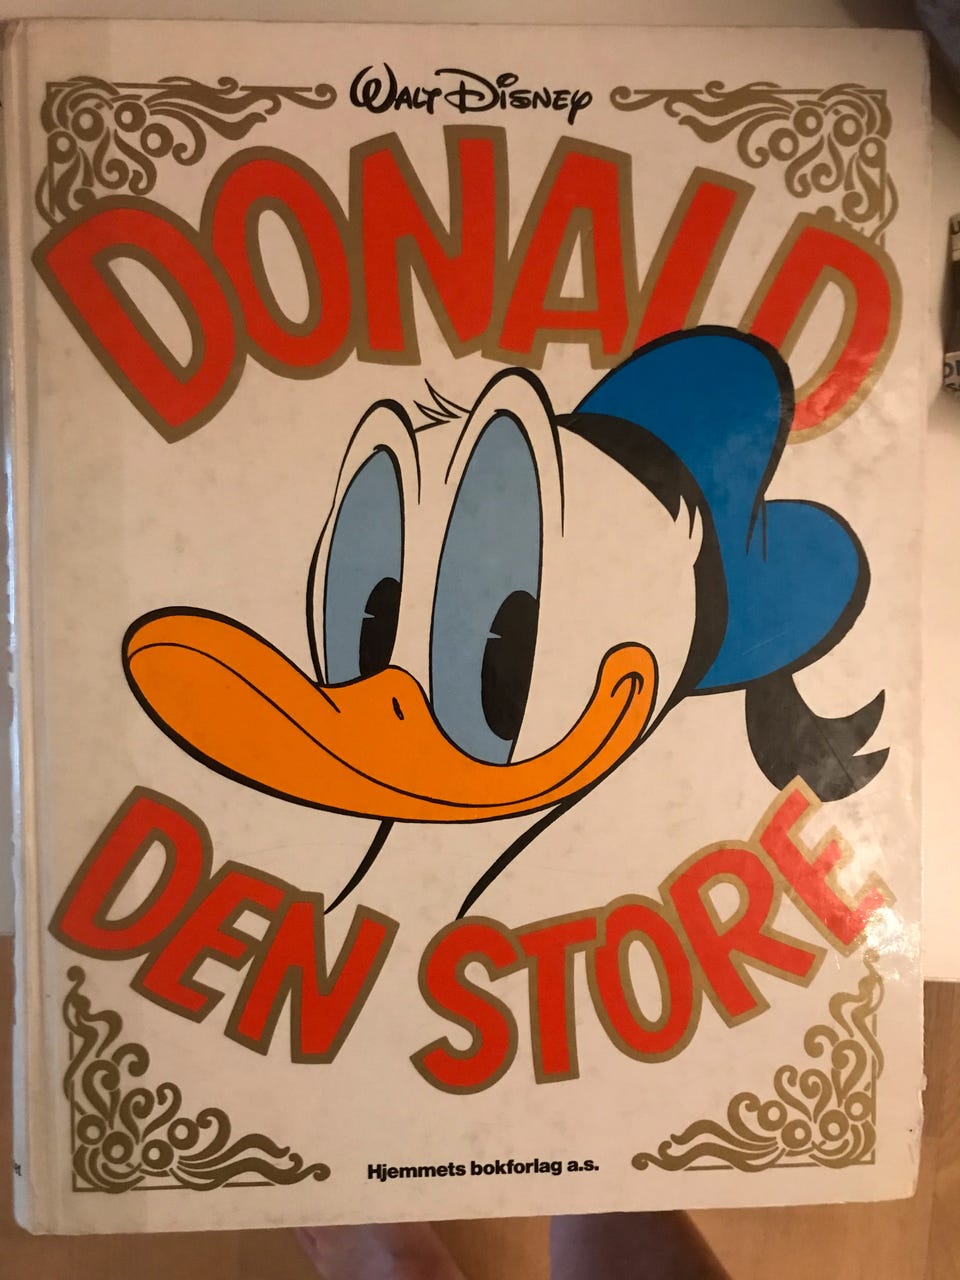 WALT DISNEY
DONALD
DEN STORE
Hjemmets bokforlag a.s.